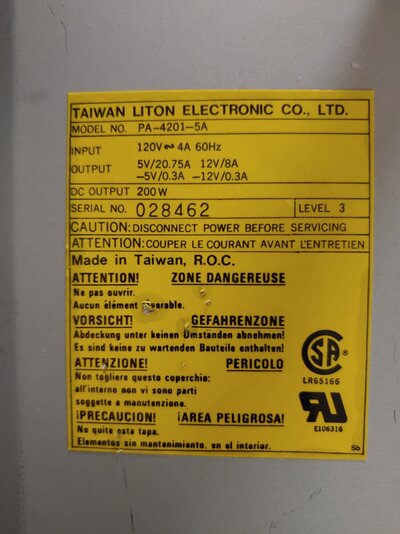 TAIWAN LITON ELECTRONIC CO., LTD.
MODEL NO. PA-4201-5A
INPUT 120V∿ 4A 60Hz
OUTPUT 5V/20.75A 12V/8A
-5V/0.3A -12V/0.3A
DC OUTPUT 200W
SERIAL NO. 028462 LEVEL 3
CAUTION: DISCONNECT POWER BEFORE SERVICING
ATTENTION: COUPER LE COURANT AVANT L'ENTRETIEN
Made in Taiwan, R.O.C.
ATTENTION! ZONE DANGEREUSE
Ne pas ouvrir.
Aucun élément
VORSICHT! GEFAHRENZONE
Abdeckung unter keinen Umstanden abnehmen!
Es sind keine zu wartenden Bauteile enthalten!
ATTENZIONE! PERICOLO
Non togliere questo coperchio:
all'interno non vi sono parti
soggette a manutenzione.
¡PRECAUCION! ¡AREA PELIGROSA!
No quite esta tapa.
Elementos sin mantenimiento. en el interior.
SA ®
LR65166
RU
E106316
Sb